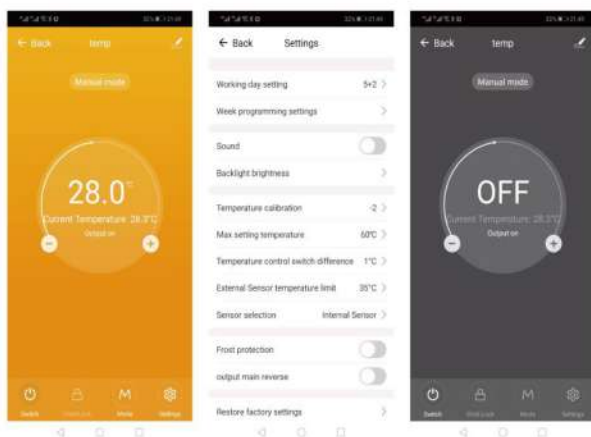 ← Back temp
Manual mode
28.0°C
Current Temperature 28.3°C
Output on
Switch Mode Settings
← Back Settings
Working day setting 5+2 >
Week programming settings >
Sound
Backlight brightness >
Temperature calibration -2 >
Max setting temperature 60°C >
Temperature control switch difference 1°C >
External Sensor temperature limit 35°C >
Sensor selection Internal Sensor >
Frost protection
output main reverse
Restore factory settings >
← Back temp
Manual mode
OFF
Current Temperature: 28.3°C
Output on
Switch Child Lock Mode Settings